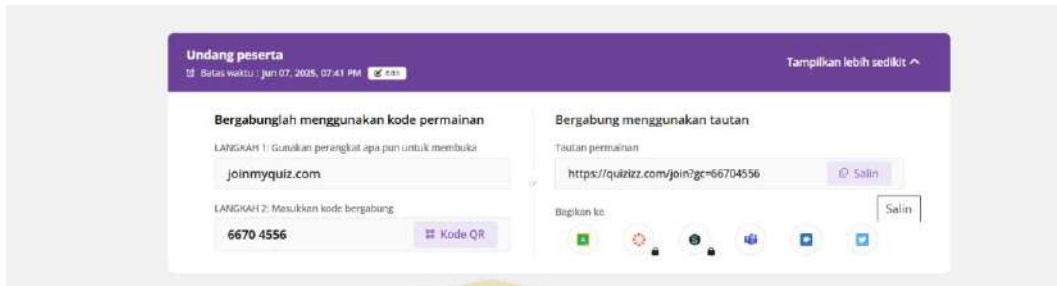 Undang peserta
Batas waktu : Jun 07, 2025, 07:41 PM Edit
Tampilkan lebih sedikit
Bergabunglah menggunakan kode permainan
LANGKAH 1: Gunakan perangkat apa pun untuk membuka
joinmyquiz.com
LANGKAH 2: Masukkan kode bergabung
6670 4556
Kode QR
or
Bergabung menggunakan tautan
Tautan permainan
https://quizizz.com/join?gc=66704556
Salin
Salin
Bagikan ke